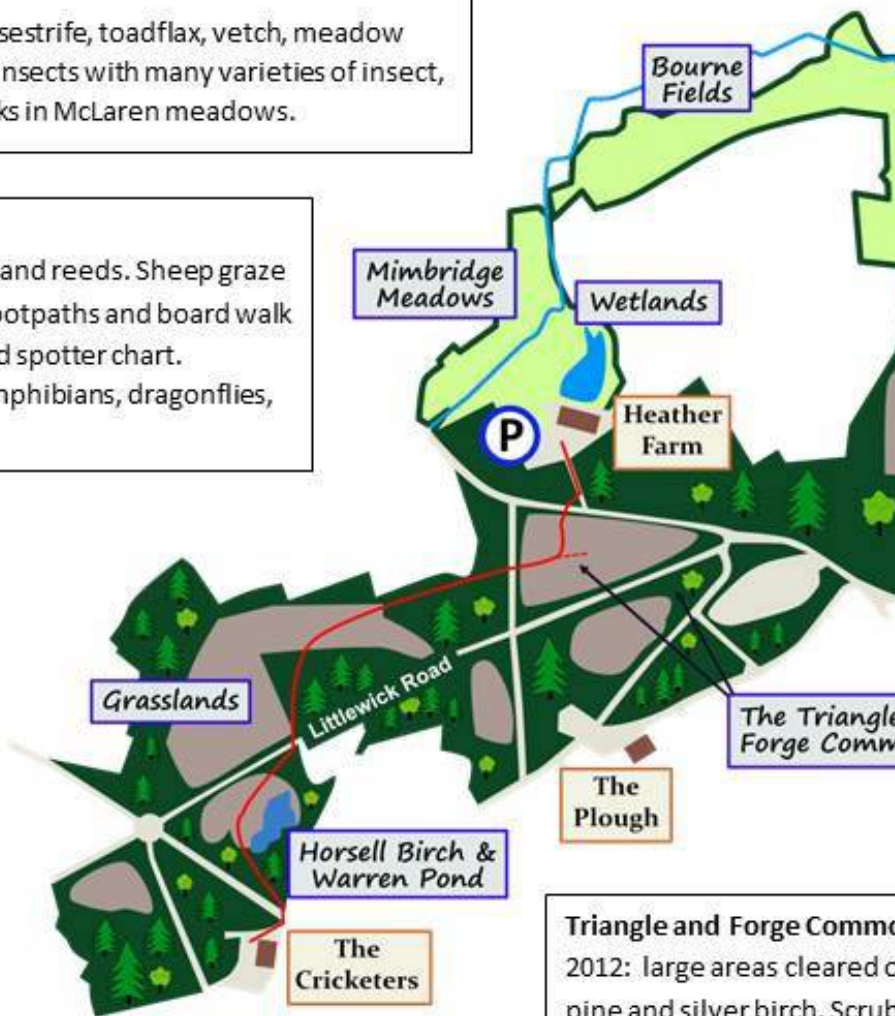 sestrife, toadflax, vetch, meadow
insects with many varieties of insect,
ks in McLaren meadows.
and reeds. Sheep graze
ootpaths and board walk
d spotter chart.
nphibians, dragonflies,
Bourne
Fields
Mimbridge
Meadows
Wetlands
P
Heather
Farm
Grasslands
Littlewick Road
The Triangle
Forge Comm
The
Plough
Horsell Birch &
Warren Pond
The
Cricketers
Triangle and Forge Commo
2012: large areas cleared o
pine and silver birch. Scrub